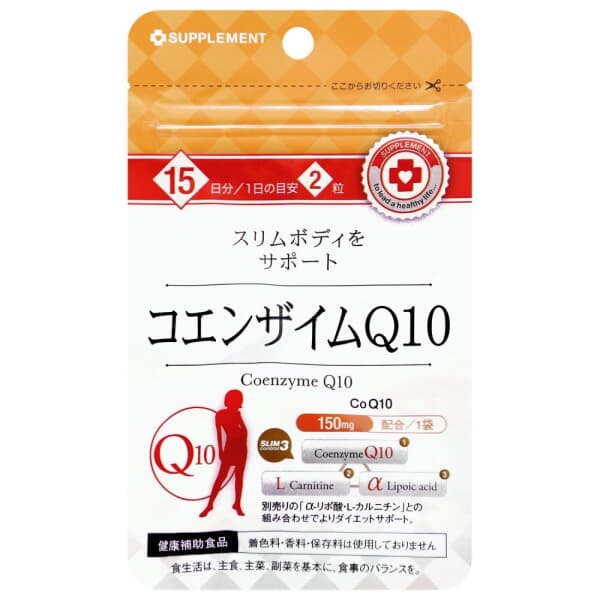 SUPPLEMENT
ここからお切りください
15日分／1日の目安 2粒
SUPPLEMENT
to lead a healthy life...
スリムボディを
サポート
コエンザイムQ10
Coenzyme Q10
CoQ10
150mg 配合／1袋
Q10
SLIM control 3
Coenzyme Q10 1
L Carnitine 2 α Lipoic acid 3
別売りの「α-リポ酸・L-カルニチン」との
組み合わせでよりダイエットサポート。
健康補助食品 着色料・香料・保存料は使用しておりません
食生活は、主食、主菜、副菜を基本に、食事のバランスを。